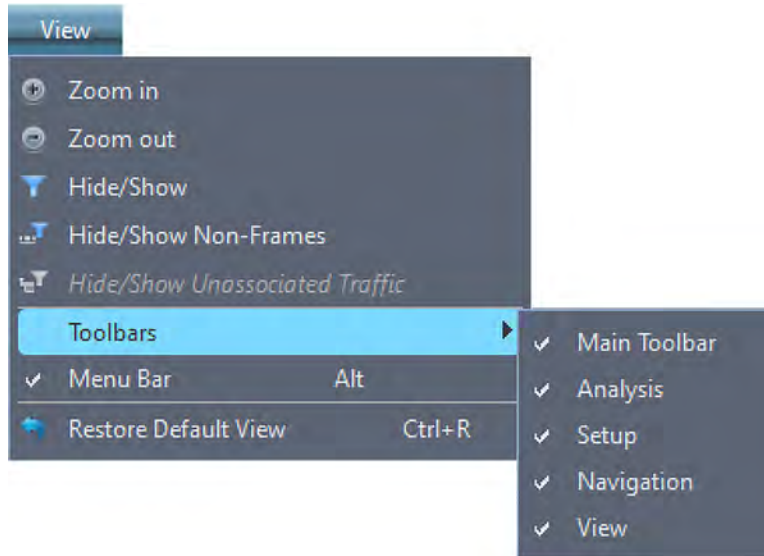 View
Zoom in
Zoom out
Hide/Show
Hide/Show Non-Frames
Hide/Show Unassociated Traffic
Toolbars
Menu Bar Alt
Restore Default View Ctrl+R
Main Toolbar
Analysis
Setup
Navigation
View